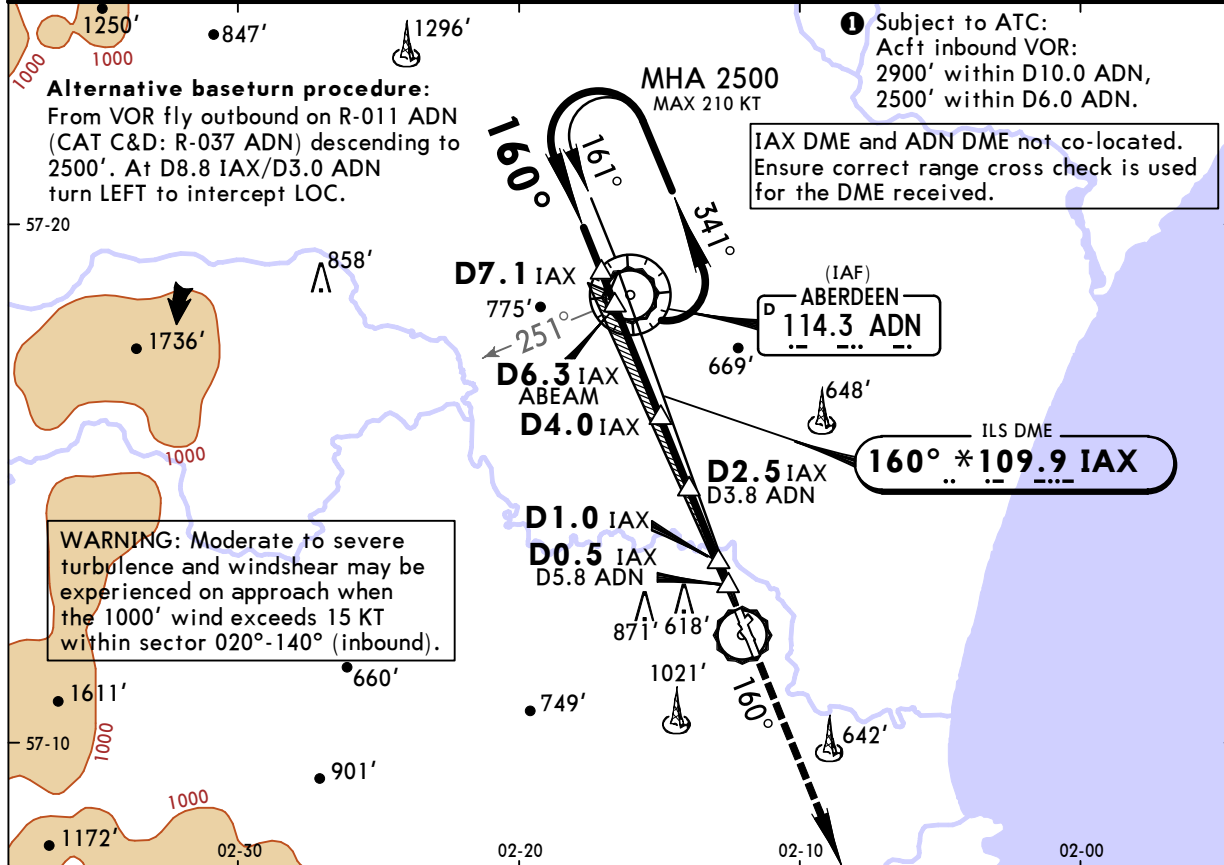 1250'
847'
1296'
1000
1000
Alternative baseturn procedure:
From VOR fly outbound on R-011 ADN
(CAT C&D: R-037 ADN) descending to
2500'. At D8.8 IAX/D3.0 ADN
turn LEFT to intercept LOC.
MHA 2500
MAX 210 KT
❶ Subject to ATC:
Acft inbound VOR:
2900' within D10.0 ADN,
2500' within D6.0 ADN.
IAX DME and ADN DME not co-located.
Ensure correct range cross check is used
for the DME received.
160°
161°
341°
57-20
858'
D7.1 IAX
775'
251°
(IAF)
ABERDEEN
D 114.3 ADN
1736'
669'
D6.3 IAX
ABEAM
648'
D4.0 IAX
ILS DME
160° *109.9 IAX
1000
D2.5 IAX
D3.8 ADN
D1.0 IAX
D0.5 IAX
D5.8 ADN
WARNING: Moderate to severe
turbulence and windshear may be
experienced on approach when
the 1000' wind exceeds 15 KT
within sector 020°-140° (inbound).
871'
618'
660'
1021'
160°
1611'
749'
642'
1000
57-10
901'
1000
1172'
02-30
02-20
02-10
02-00